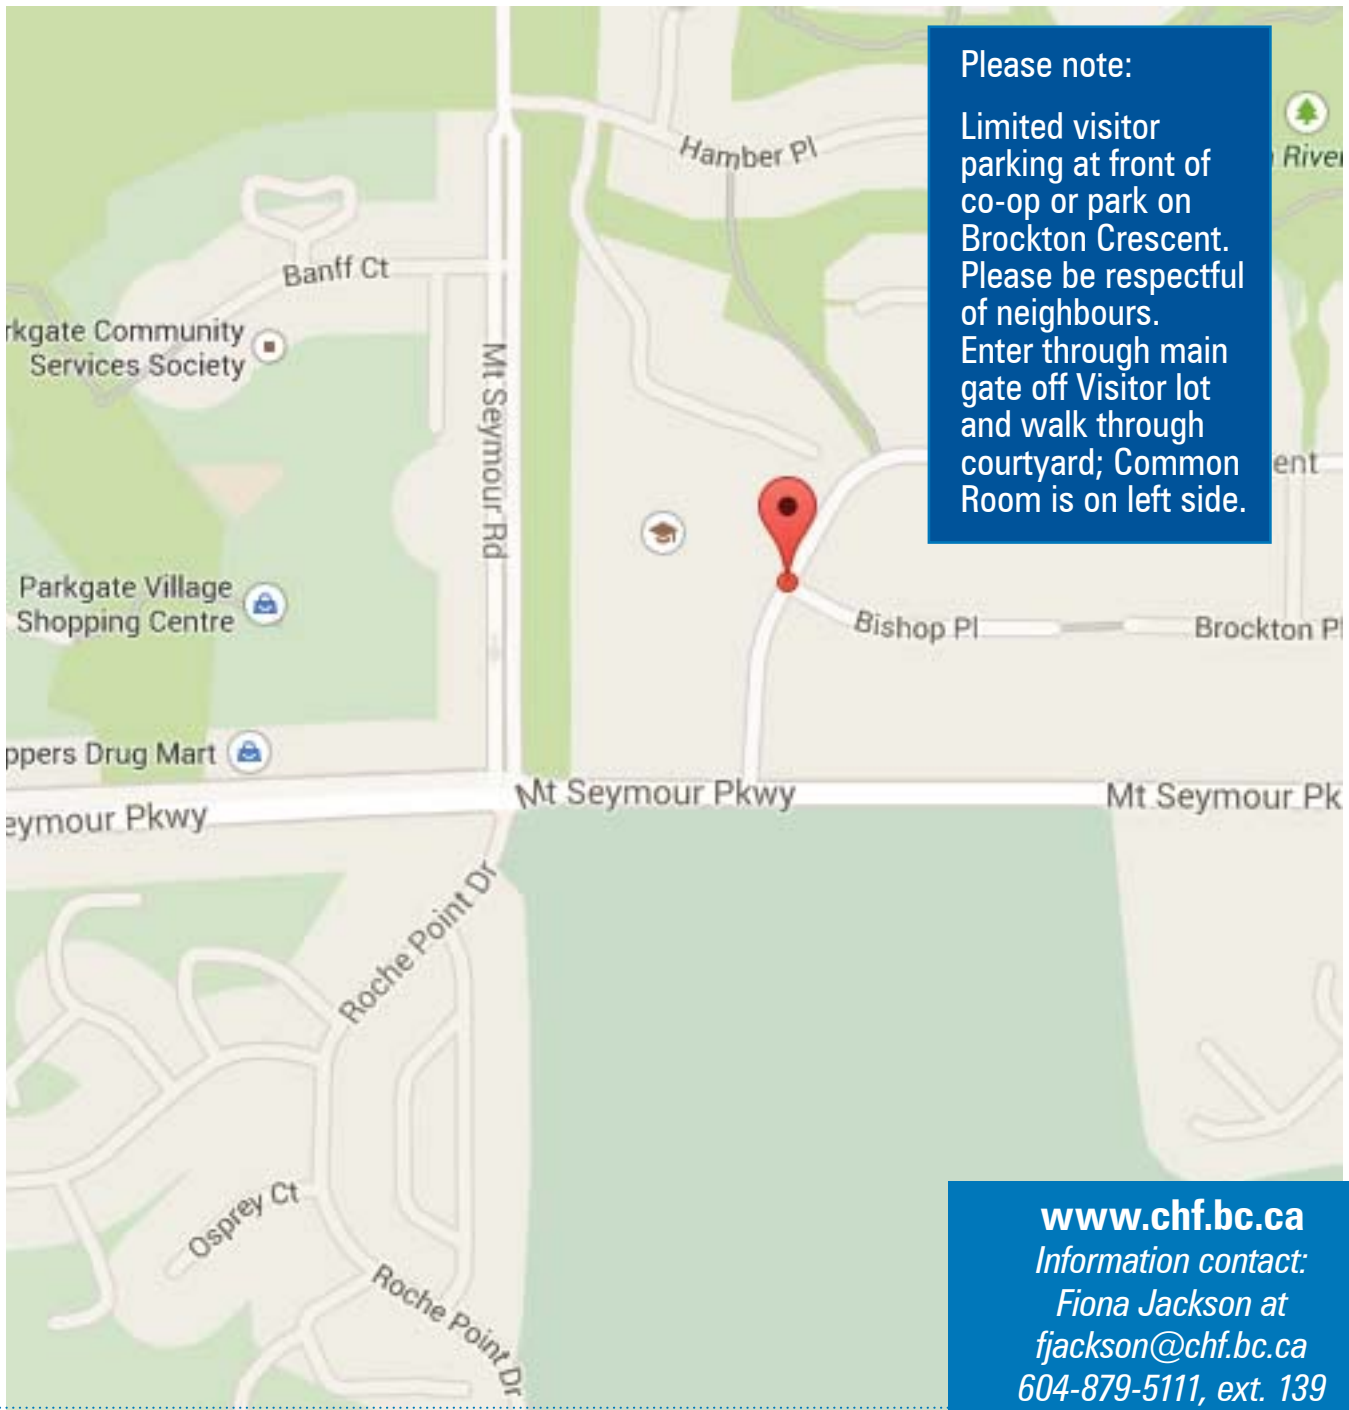 Please note:
Limited visitor
parking at front of
co-op or park on
Brockton Crescent.
Please be respectful
of neighbours.
Enter through main
gate off Visitor lot
and walk through
courtyard; Common
Room is on left side.
Hamber Pl
River
Banff Ct
rkgate Community
Services Society
Mt Seymour Rd
ent
Parkgate Village
Shopping Centre
Bishop Pl
Brockton Pl
ppers Drug Mart
eymour Pkwy
Mt Seymour Pkwy
Mt Seymour Pk
Roche Point Dr
Osprey Ct
Roche Point Dr
www.chf.bc.ca
Information contact:
Fiona Jackson at
fjackson@chf.bc.ca
604-879-5111, ext. 139